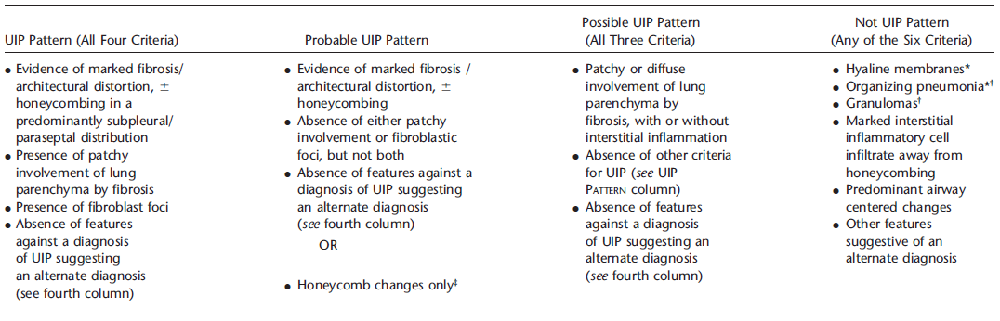 UIP Pattern (All Four Criteria)
● Evidence of marked fibrosis/
architectural distortion, ±
honeycombing in a
predominantly subpleural/
paraseptal distribution
● Presence of patchy
involvement of lung
parenchyma by fibrosis
● Presence of fibroblast foci
● Absence of features
against a diagnosis
of UIP suggesting
an alternate diagnosis
(see fourth column)
Probable UIP Pattern
● Evidence of marked fibrosis /
architectural distortion, ±
honeycombing
● Absence of either patchy
involvement or fibroblastic
foci, but not both
● Absence of features against a
diagnosis of UIP suggesting
an alternate diagnosis
(see fourth column)
OR
● Honeycomb changes only‡
Possible UIP Pattern
(All Three Criteria)
● Patchy or diffuse
involvement of lung
parenchyma by
fibrosis, with or without
interstitial inflammation
● Absence of other criteria
for UIP (see UIP
PATTERN column)
● Absence of features
against a diagnosis
of UIP suggesting an
alternate diagnosis
(see fourth column)
Not UIP Pattern
(Any of the Six Criteria)
● Hyaline membranes*
● Organizing pneumonia*†
● Granulomas†
● Marked interstitial
inflammatory cell
infiltrate away from
honeycombing
● Predominant airway
centered changes
● Other features
suggestive of an
alternate diagnosis